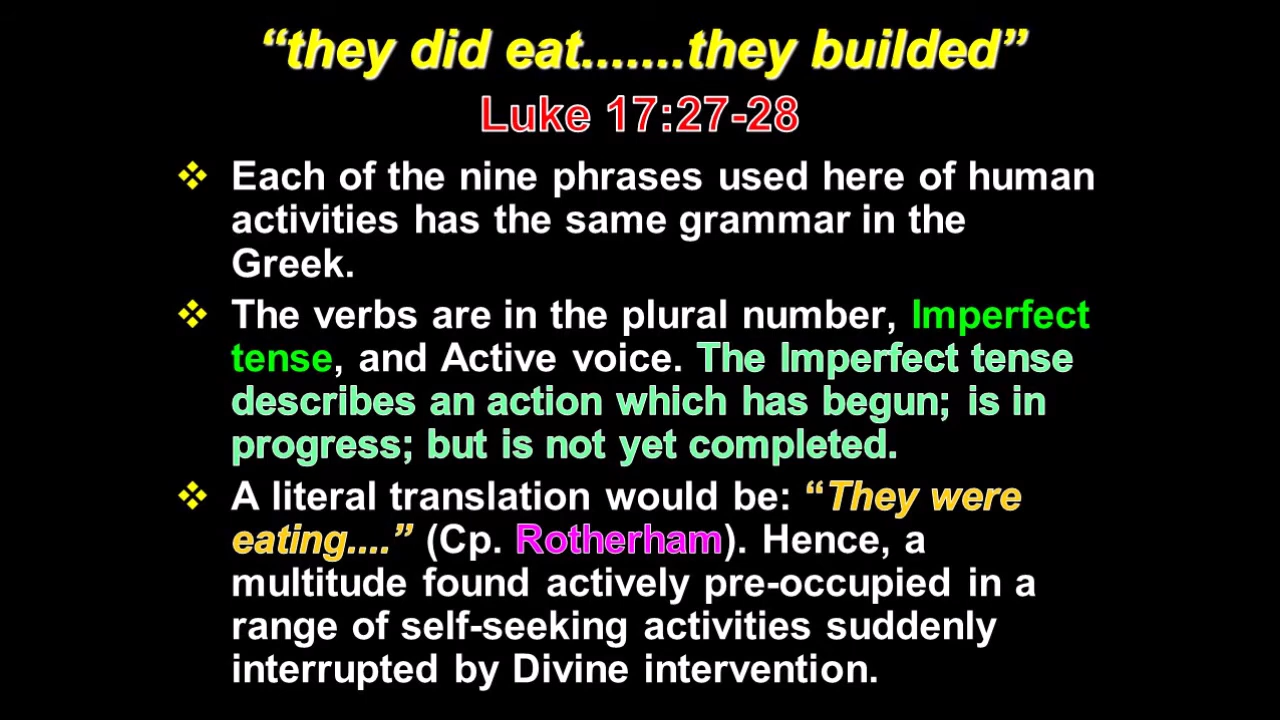 “they did eat.......they builded”
Luke 17:27-28
❖ Each of the nine phrases used here of human
activities has the same grammar in the
Greek.
❖ The verbs are in the plural number, Imperfect
tense, and Active voice. The Imperfect tense
describes an action which has begun; is in
progress; but is not yet completed.
❖ A literal translation would be: “They were
eating....” (Cp. Rotherham). Hence, a
multitude found actively pre-occupied in a
range of self-seeking activities suddenly
interrupted by Divine intervention.